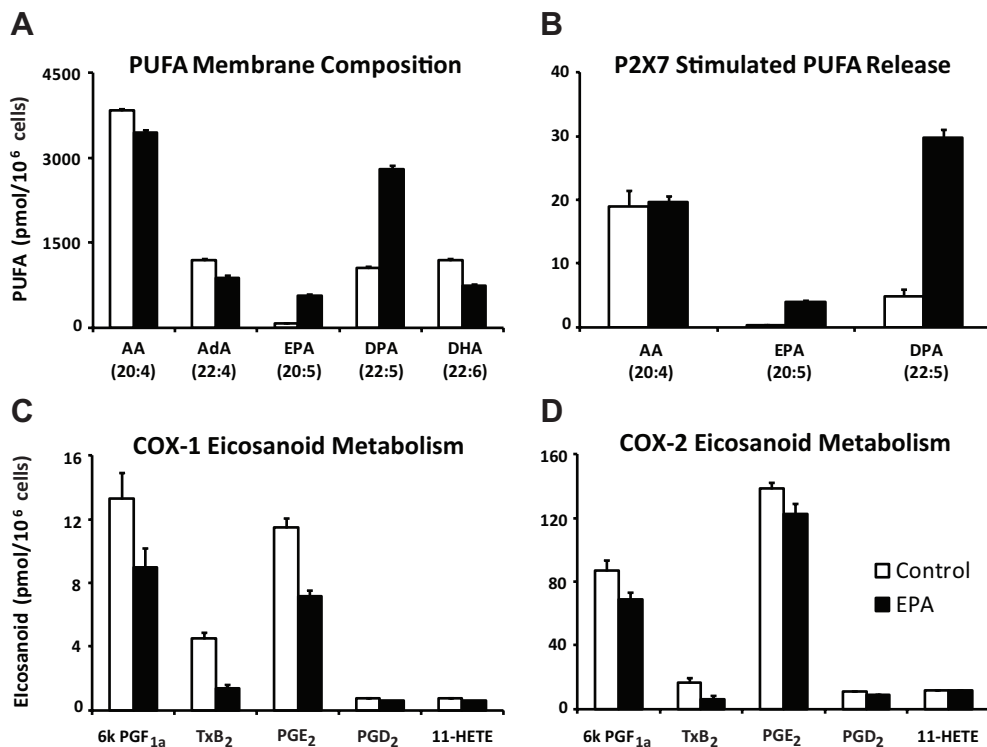 A
B
PUFA Membrane Composition
P2X7 Stimulated PUFA Release
PUFA (pmol/10⁶ cells)
4500
3000
1500
0
40
30
20
10
0
AA AdA EPA DPA DHA
(20:4) (22:4) (20:5) (22:5) (22:6)
AA EPA DPA
(20:4) (20:5) (22:5)
C
D
COX-1 Eicosanoid Metabolism
COX-2 Eicosanoid Metabolism
EIcosanoid (pmol/10⁶ cells)
16
12
8
4
0
160
120
80
40
0
Control
EPA
6k PGF₁ₐ TxB₂ PGE₂ PGD₂ 11-HETE
6k PGF₁ₐ TxB₂ PGE₂ PGD₂ 11-HETE